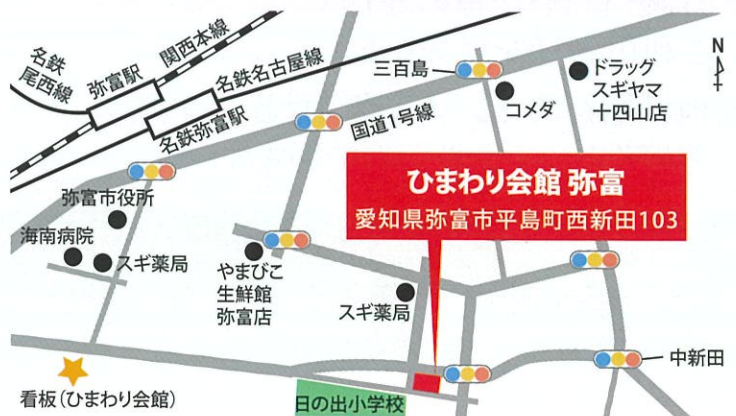 名鉄
尾西線
弥富駅
関西本線
名鉄名古屋線
名鉄弥富駅
国道1号線
三百島
コメダ
ドラッグ
スギヤマ
十四山店
N
ひまわり会館 弥富
愛知県弥富市平島町西新田103
弥富市役所
海南病院
スギ薬局
やまびこ
生鮮館
弥富店
スギ薬局
中新田
看板(ひまわり会館)
日の出小学校